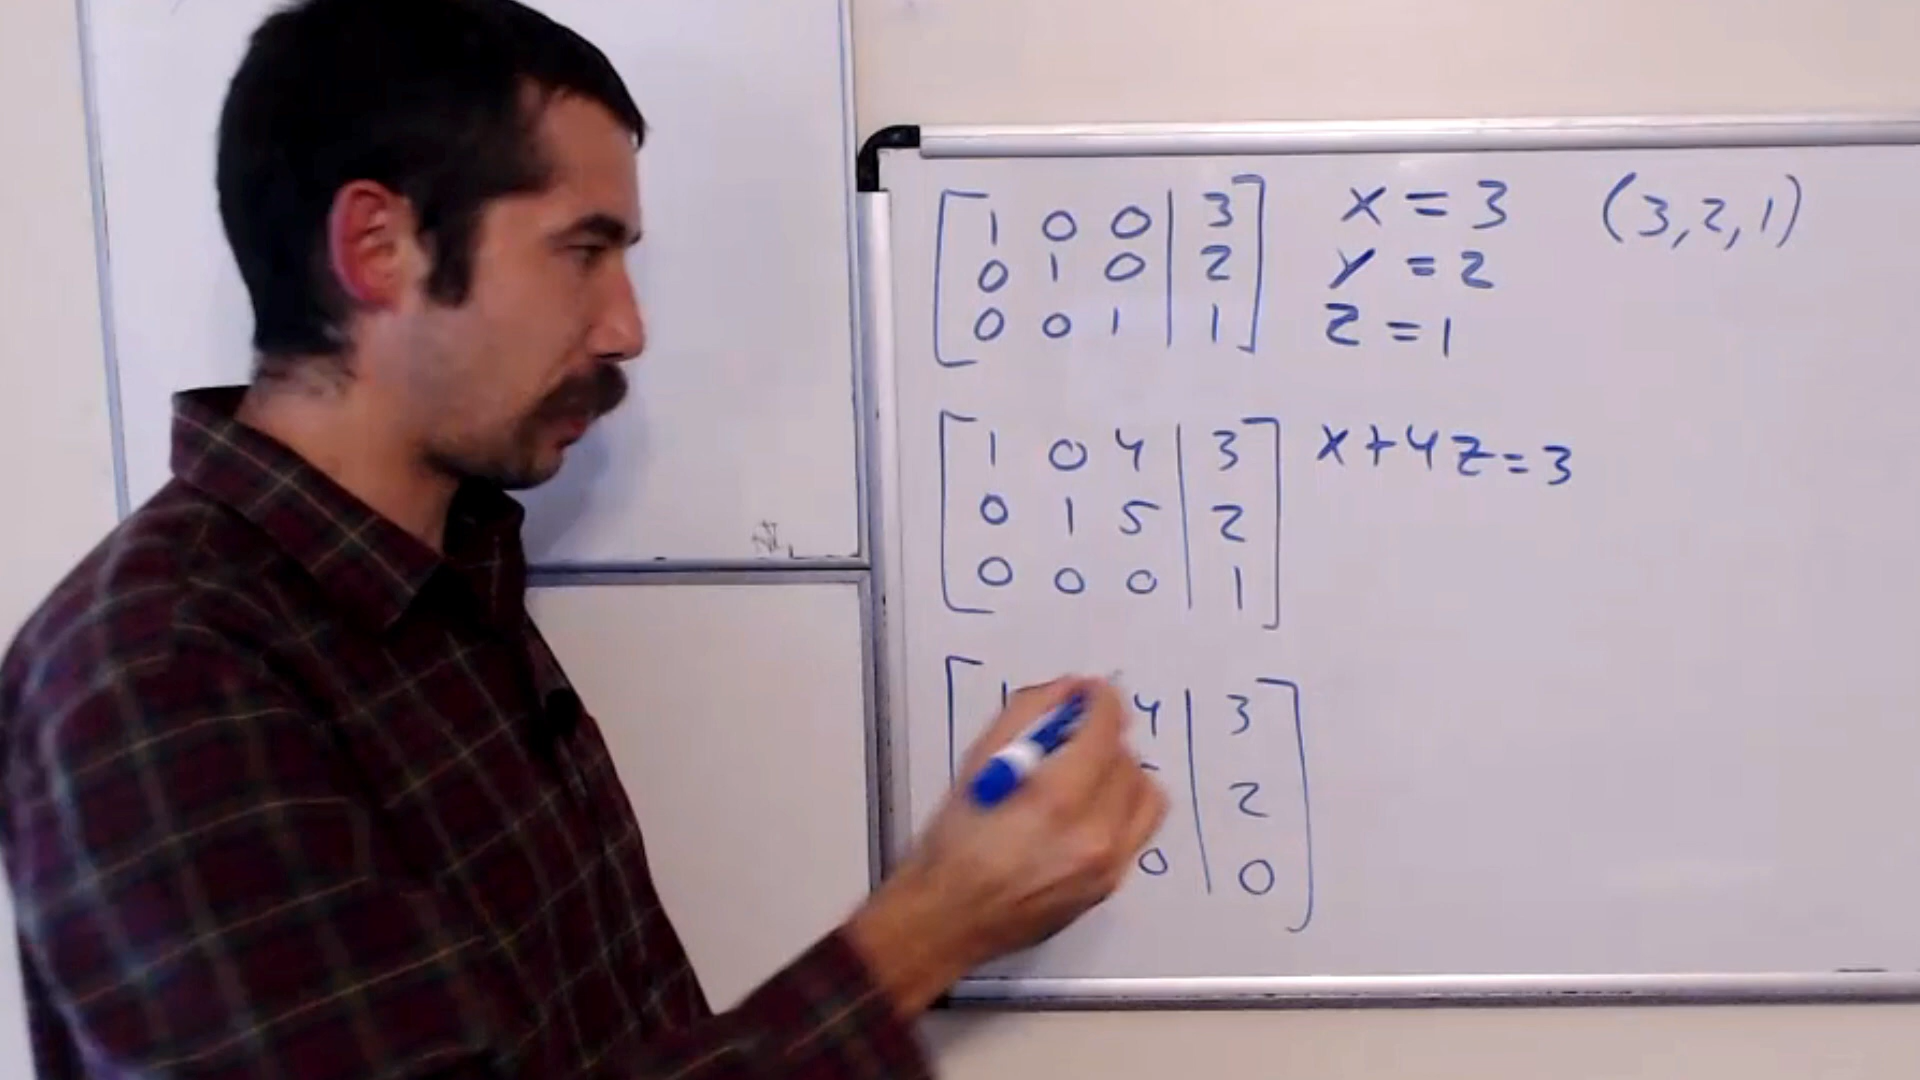 1 0 0 | 3 x = 3 (3,2,1)
0 1 0 | 2 y = 2
0 0 1 | 1 z = 1
1 0 4 | 3 x+4z=3
0 1 5 | 2
0 0 0 | 1
1 4 | 3
2
0 | 0